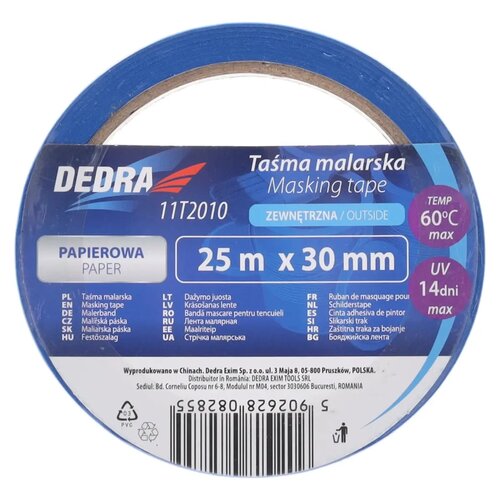 DEDRA
11T2010
Taśma malarska
Masking tape
ZEWNĘTRZNA / OUTSIDE
TEMP
60°C
max
PAPIEROWA
PAPER
25 m x 30 mm
UV
14dni
max
PL Taśma malarska
EN Masking tape
DE Malerband
CZ Malířská páska
SK Maliarska páska
HU Festőszalag
LT Dažymo juosta
LV Krāsošanas lente
RO Bandă mascare pentru tencuieli
RU Лента малярная
EE Maalriteip
UA Стрічка малярська
FR Ruban de masquage pour
NL Schilderstape
ES Cinta adhesiva de pintor
SI Slikarski trak
HR Zaštitna traka za bojanje
BG Бояджийска лента
Wyprodukowano w Chinach. Dedra Exim Sp. z o.o. ul. 3 Maja 8, 05-800 Pruszków, POLSKA.
Distribuitor in România: DEDRA EXIM TOOLS SRL
Sediul: Bd. Corneliu Coposu nr 6-8, Modulul nr M04, sector 3030606 Bucuresti, ROMANIA
03
PVC
5 906292 082855